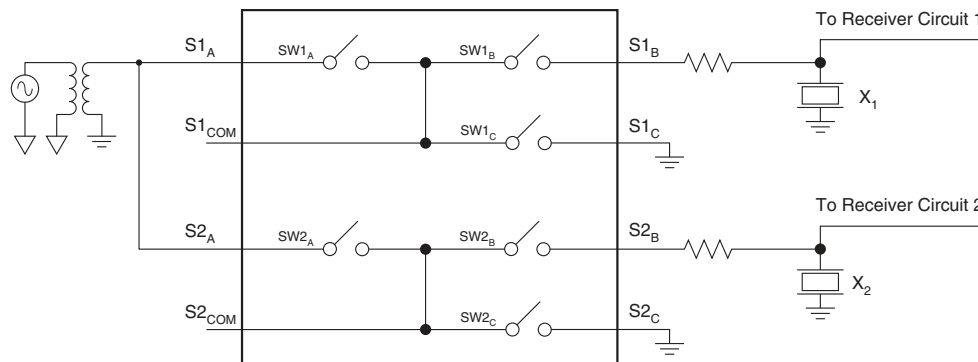 To Receiver Circuit 1
S1A SW1A SW1B S1B
X1
S1COM SW1C S1C
To Receiver Circuit 2
S2A SW2A SW2B S2B
X2
S2COM SW2C S2C